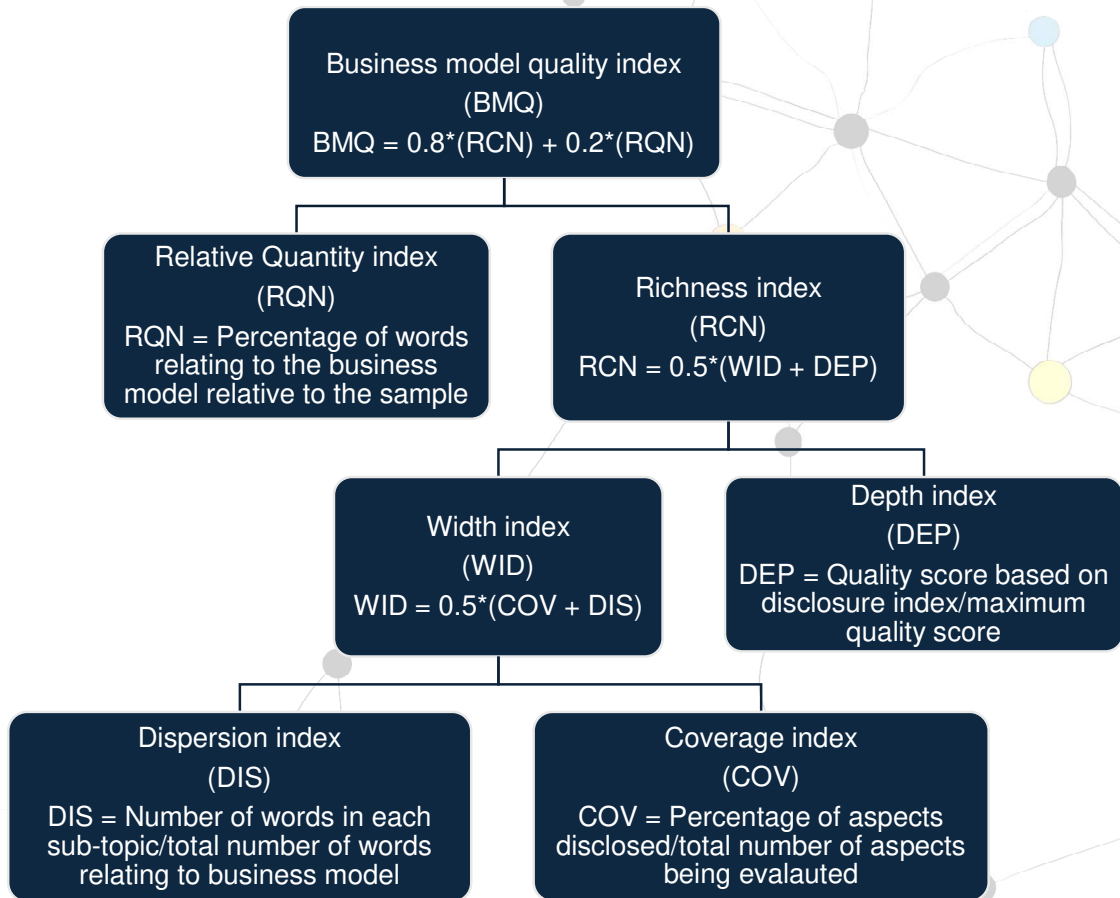 Business model quality index
(BMQ)
BMQ = 0.8*(RCN) + 0.2*(RQN)
Relative Quantity index
(RQN)
RQN = Percentage of words
relating to the business
model relative to the sample
Richness index
(RCN)
RCN = 0.5*(WID + DEP)
Width index
(WID)
WID = 0.5*(COV + DIS)
Depth index
(DEP)
DEP = Quality score based on
disclosure index/maximum
quality score
Dispersion index
(DIS)
DIS = Number of words in each
sub-topic/total number of words
relating to business model
Coverage index
(COV)
COV = Percentage of aspects
disclosed/total number of aspects
being evalauted